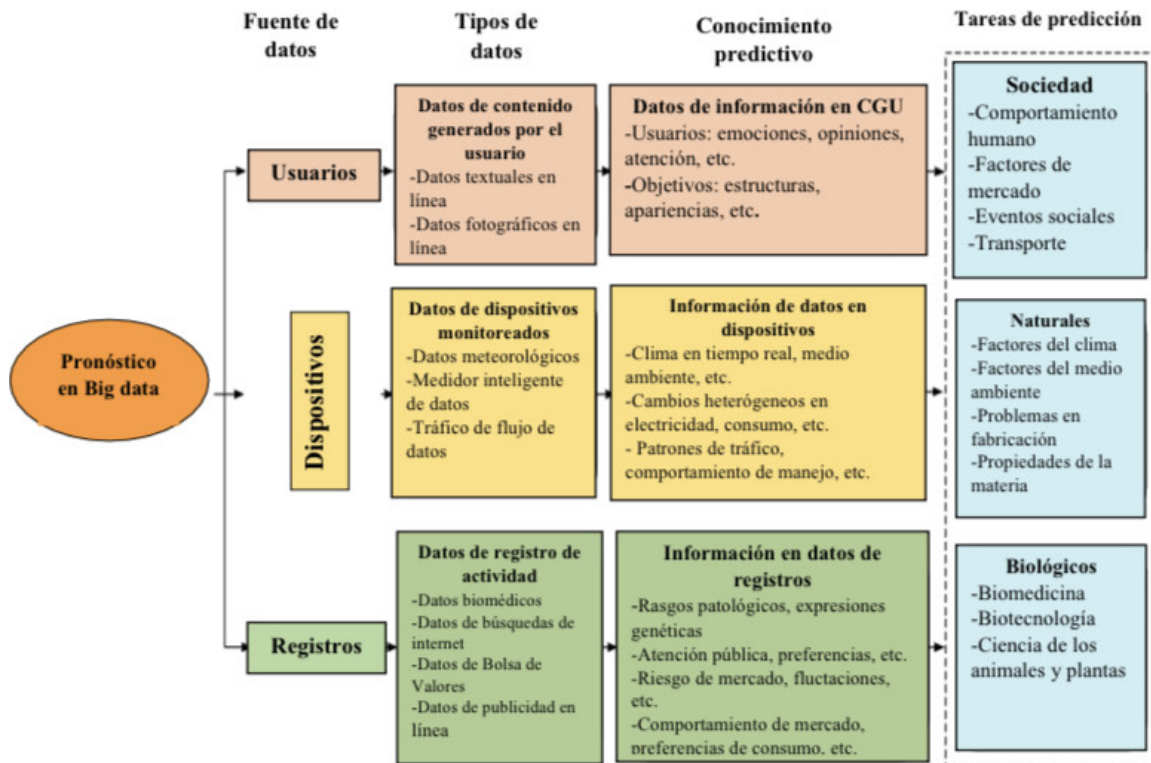 Fuente de
datos
Tipos de
datos
Conocimiento
predictivo
Tareas de predicción
Pronóstico
en Big data
Usuarios
Datos de contenido
generados por el
usuario
-Datos textuales en
línea
-Datos fotográficos en
línea
Datos de información en CGU
-Usuarios: emociones, opiniones,
atención, etc.
-Objetivos: estructuras,
apariencias, etc.
Sociedad
-Comportamiento
humano
-Factores de
mercado
-Eventos sociales
-Transporte
Dispositivos
Datos de dispositivos
monitoreados
-Datos meteorológicos
-Medidor inteligente
de datos
-Tráfico de flujo de
datos
Información de datos en
dispositivos
-Clima en tiempo real, medio
ambiente, etc.
-Cambios heterógeneos en
electricidad, consumo, etc.
- Patrones de tráfico,
comportamiento de manejo, etc.
Naturales
-Factores del clima
-Factores del medio
ambiente
-Problemas en
fabricación
-Propiedades de la
materia
Registros
Datos de registro de
actividad
-Datos biomédicos
-Datos de búsquedas de
internet
-Datos de Bolsa de
Valores
-Datos de publicidad en
línea
Información en datos de
registros
-Rasgos patológicos, expresiones
genéticas
-Atención pública, preferencias, etc.
-Riesgo de mercado, fluctaciones,
etc.
-Comportamiento de mercado,
preferencias de consumo, etc.
Biológicos
-Biomedicina
-Biotecnología
-Ciencia de los
animales y plantas